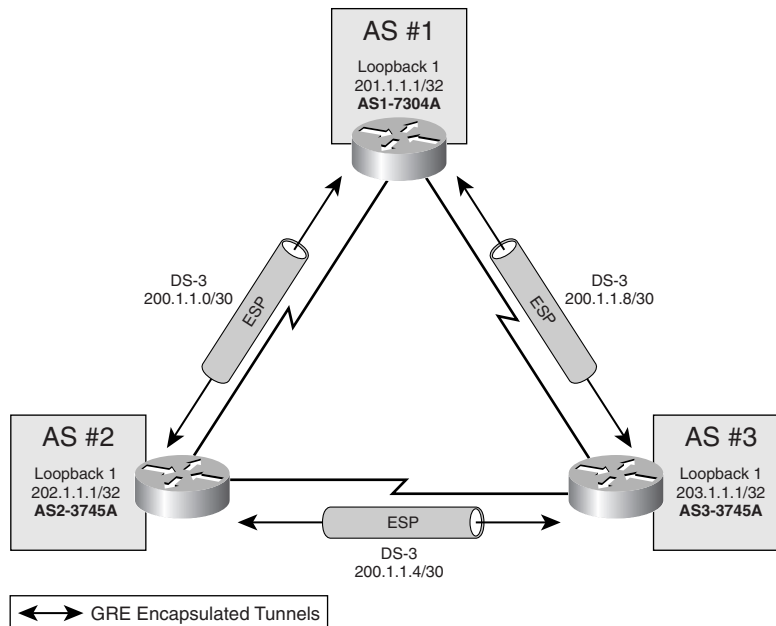 AS #1
Loopback 1
201.1.1.1/32
AS1-7304A
DS-3
200.1.1.0/30
ESP
DS-3
200.1.1.8/30
ESP
AS #2
Loopback 1
202.1.1.1/32
AS2-3745A
AS #3
Loopback 1
203.1.1.1/32
AS3-3745A
ESP
DS-3
200.1.1.4/30
GRE Encapsulated Tunnels